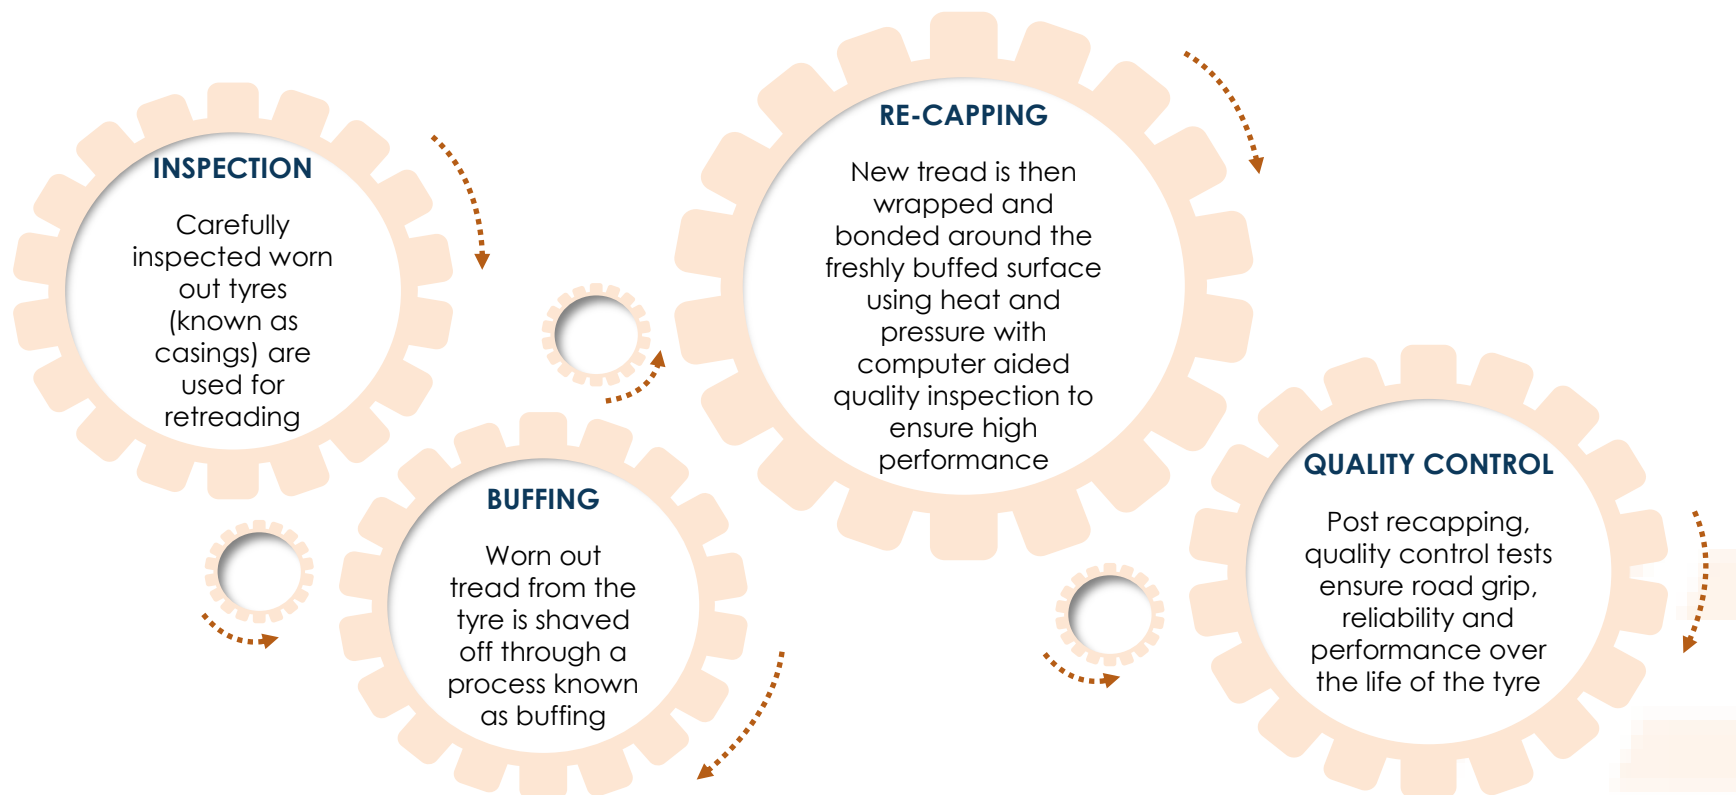 INSPECTION
Carefully
inspected worn
out tyres
(known as
casings) are
used for
retreading
BUFFING
Worn out
tread from the
tyre is shaved
off through a
process known
as buffing
RE-CAPPING
New tread is then
wrapped and
bonded around the
freshly buffed surface
using heat and
pressure with
computer aided
quality inspection to
ensure high
performance
QUALITY CONTROL
Post recapping,
quality control tests
ensure road grip,
reliability and
performance over
the life of the tyre